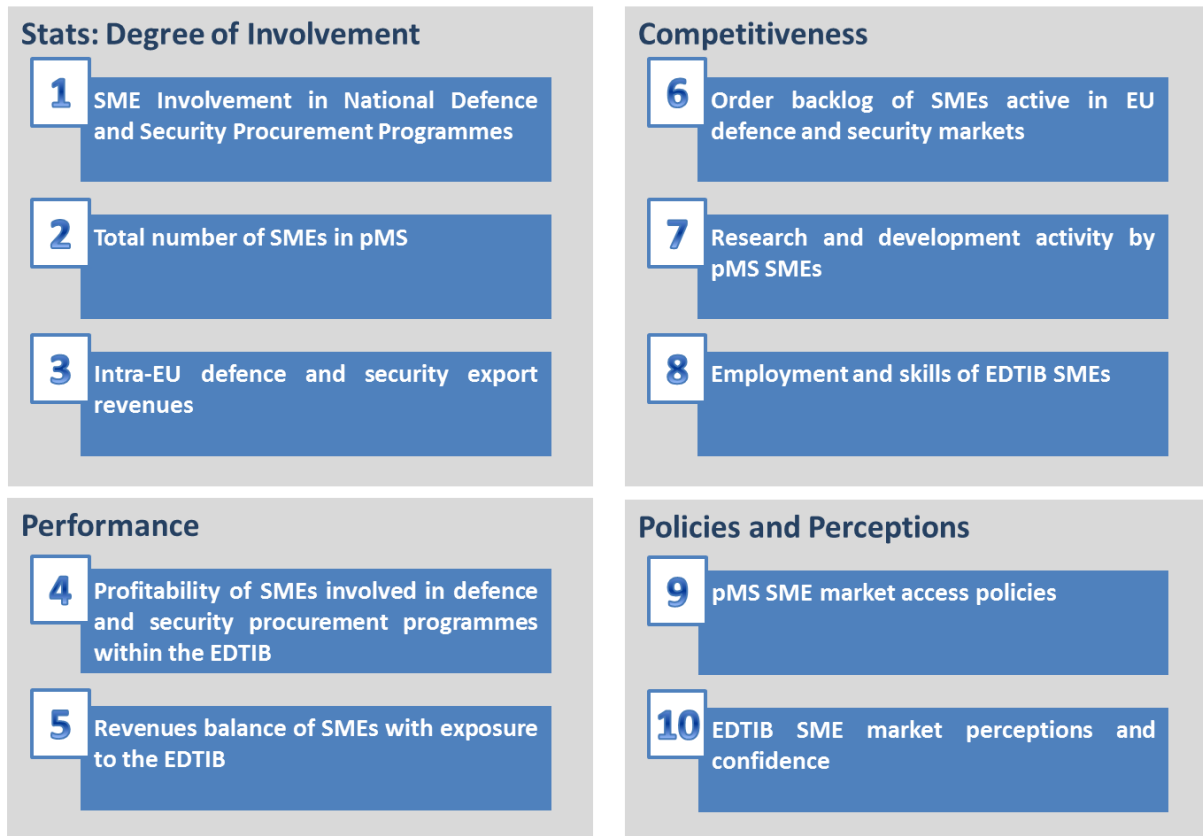 Stats: Degree of Involvement
1
SME Involvement in National Defence
and Security Procurement Programmes
2
Total number of SMEs in pMS
3
Intra-EU defence and security export
revenues
Competitiveness
6
Order backlog of SMEs active in EU
defence and security markets
7
Research and development activity by
pMS SMEs
8
Employment and skills of EDTIB SMEs
Performance
4
Profitability of SMEs involved in defence
and security procurement programmes
within the EDTIB
5
Revenues balance of SMEs with exposure
to the EDTIB
Policies and Perceptions
9
pMS SME market access policies
10
EDTIB SME market perceptions and
confidence